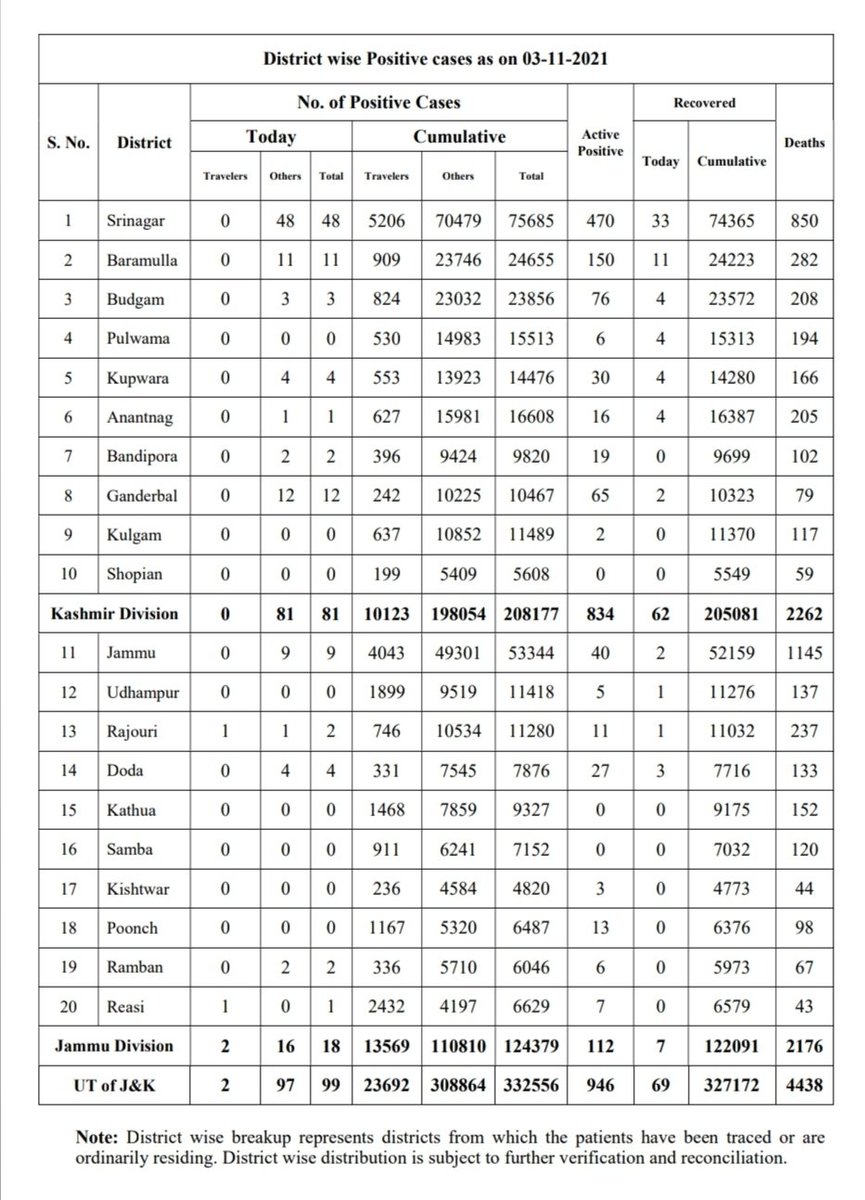 District wise Positive cases as on 03-11-2021
S. No. District No. of Positive Cases Active Positive Recovered Deaths
Today Cumulative Today Cumulative
Travelers Others Total Travelers Others Total
1 Srinagar 0 48 48 5206 70479 75685 470 33 74365 850
2 Baramulla 0 11 11 909 23746 24655 150 11 24223 282
3 Budgam 0 3 3 824 23032 23856 76 4 23572 208
4 Pulwama 0 0 0 530 14983 15513 6 4 15313 194
5 Kupwara 0 4 4 553 13923 14476 30 4 14280 166
6 Anantnag 0 1 1 627 15981 16608 16 4 16387 205
7 Bandipora 0 2 2 396 9424 9820 19 0 9699 102
8 Ganderbal 0 12 12 242 10225 10467 65 2 10323 79
9 Kulgam 0 0 0 637 10852 11489 2 0 11370 117
10 Shopian 0 0 0 199 5409 5608 0 0 5549 59
Kashmir Division 0 81 81 10123 198054 208177 834 62 205081 2262
11 Jammu 0 9 9 4043 49301 53344 40 2 52159 1145
12 Udhampur 0 0 0 1899 9519 11418 5 1 11276 137
13 Rajouri 1 1 2 746 10534 11280 11 1 11032 237
14 Doda 0 4 4 331 7545 7876 27 3 7716 133
15 Kathua 0 0 0 1468 7859 9327 0 0 9175 152
16 Samba 0 0 0 911 6241 7152 0 0 7032 120
17 Kishtwar 0 0 0 236 4584 4820 3 0 4773 44
18 Poonch 0 0 0 1167 5320 6487 13 0 6376 98
19 Ramban 0 2 2 336 5710 6046 6 0 5973 67
20 Reasi 1 0 1 2432 4197 6629 7 0 6579 43
Jammu Division 2 16 18 13569 110810 124379 112 7 122091 2176
UT of J&K 2 97 99 23692 308864 332556 946 69 327172 4438
Note: District wise breakup represents districts from which the patients have been traced or are
ordinarily residing. District wise distribution is subject to further verification and reconciliation.